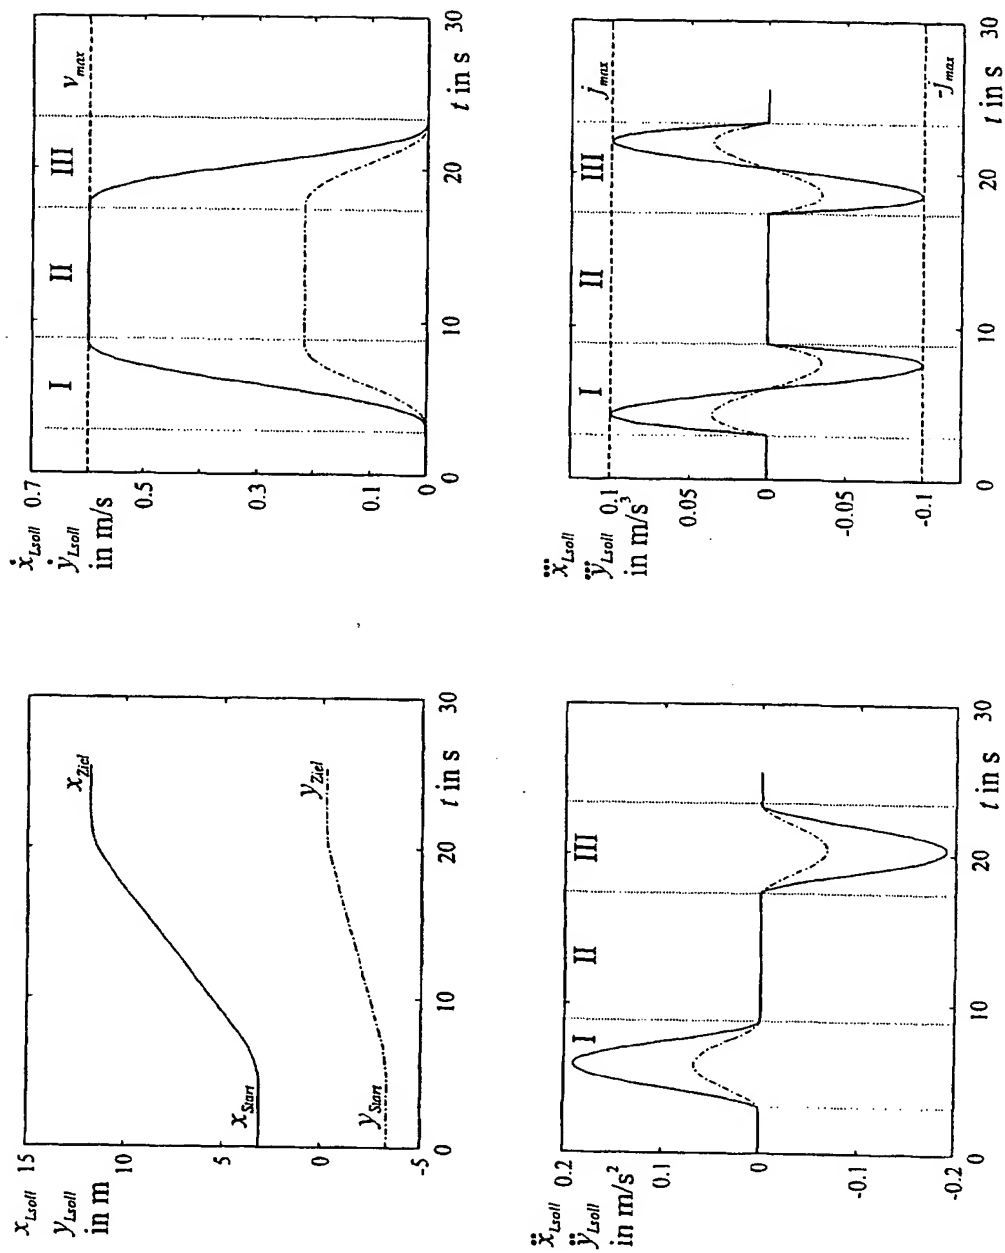 x_Lsoll 15
y_Lsoll
in m
10
5
0
-5
x_Start
x_Ziel
y_Start
y_Ziel
0
10
20
30
t in s
ẋ_Lsoll 0.7
ẏ_Lsoll
in m/s
0.5
0.3
0.1
0
I
II
III
v_max
0
10
20
30
t in s
ẍ_Lsoll 0.2
ÿ_Lsoll
in m/s²
0.1
0
-0.1
-0.2
I
II
III
0
10
20
30
t in s
x⃛_Lsoll
y⃛_Lsoll 0.1
in m/s³
0.05
0
-0.05
-0.1
I
II
III
j_max
-j_max
0
10
20
30
t in s